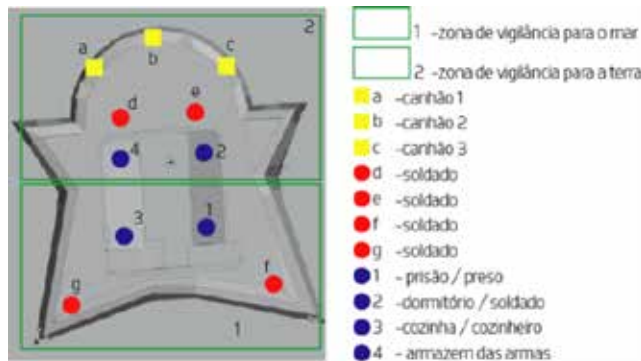 2
a
b
c
d
e
4
2
3
1
g
f
1
1 -zona de vigilância para o mar
2 -zona de vigilância para a terra
a -canhão 1
b -canhão 2
c -canhão 3
d -soldado
e -soldado
f -soldado
g -soldado
1 - prisão / preso
2 -dormitório / soldado
3 -cozinha / cozinheiro
4 - armazem das armas